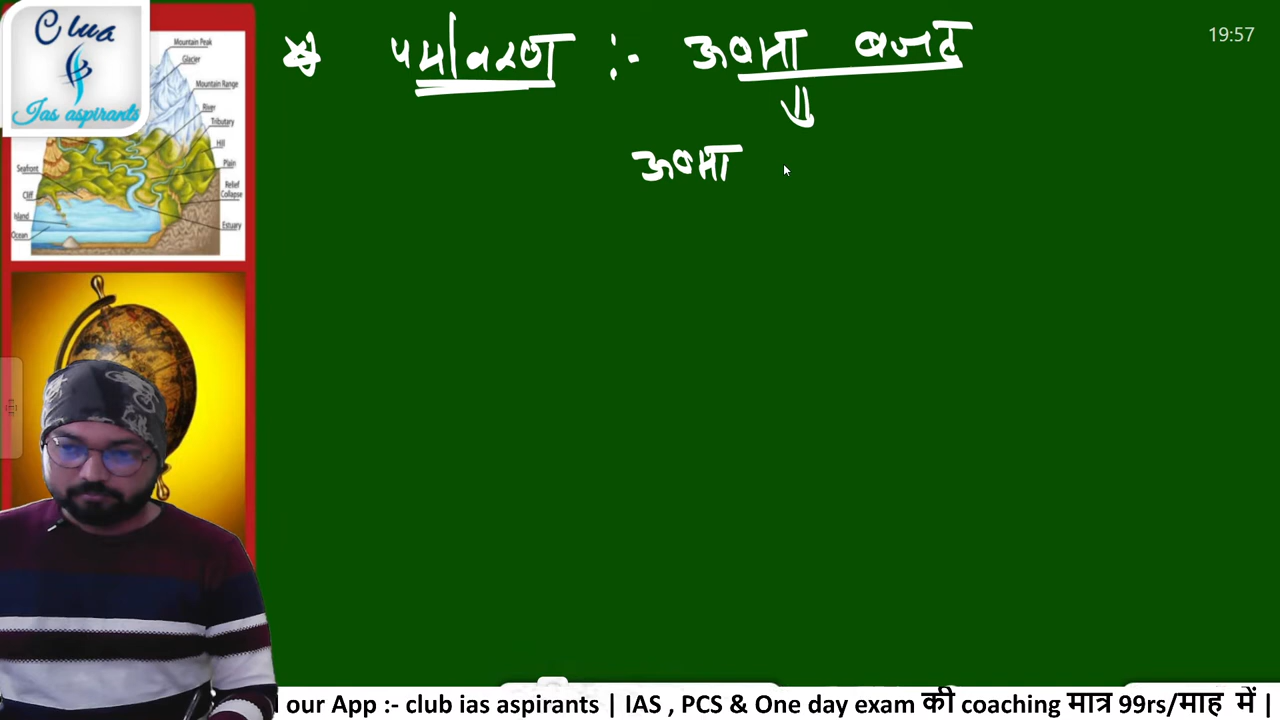 Club
Ias aspirants
Mountain Peak
Glacier
Mountain Range
River
Tributary
Hill
Plain
Relief
Collapse
Estuary
Seafront
Cliff
Island
Ocean
पर्यावरण :- ऊष्मा बजट
ऊष्मा
19:57
our App :- club ias aspirants | IAS , PCS & One day exam की coaching मात्र 99rs/माह में |